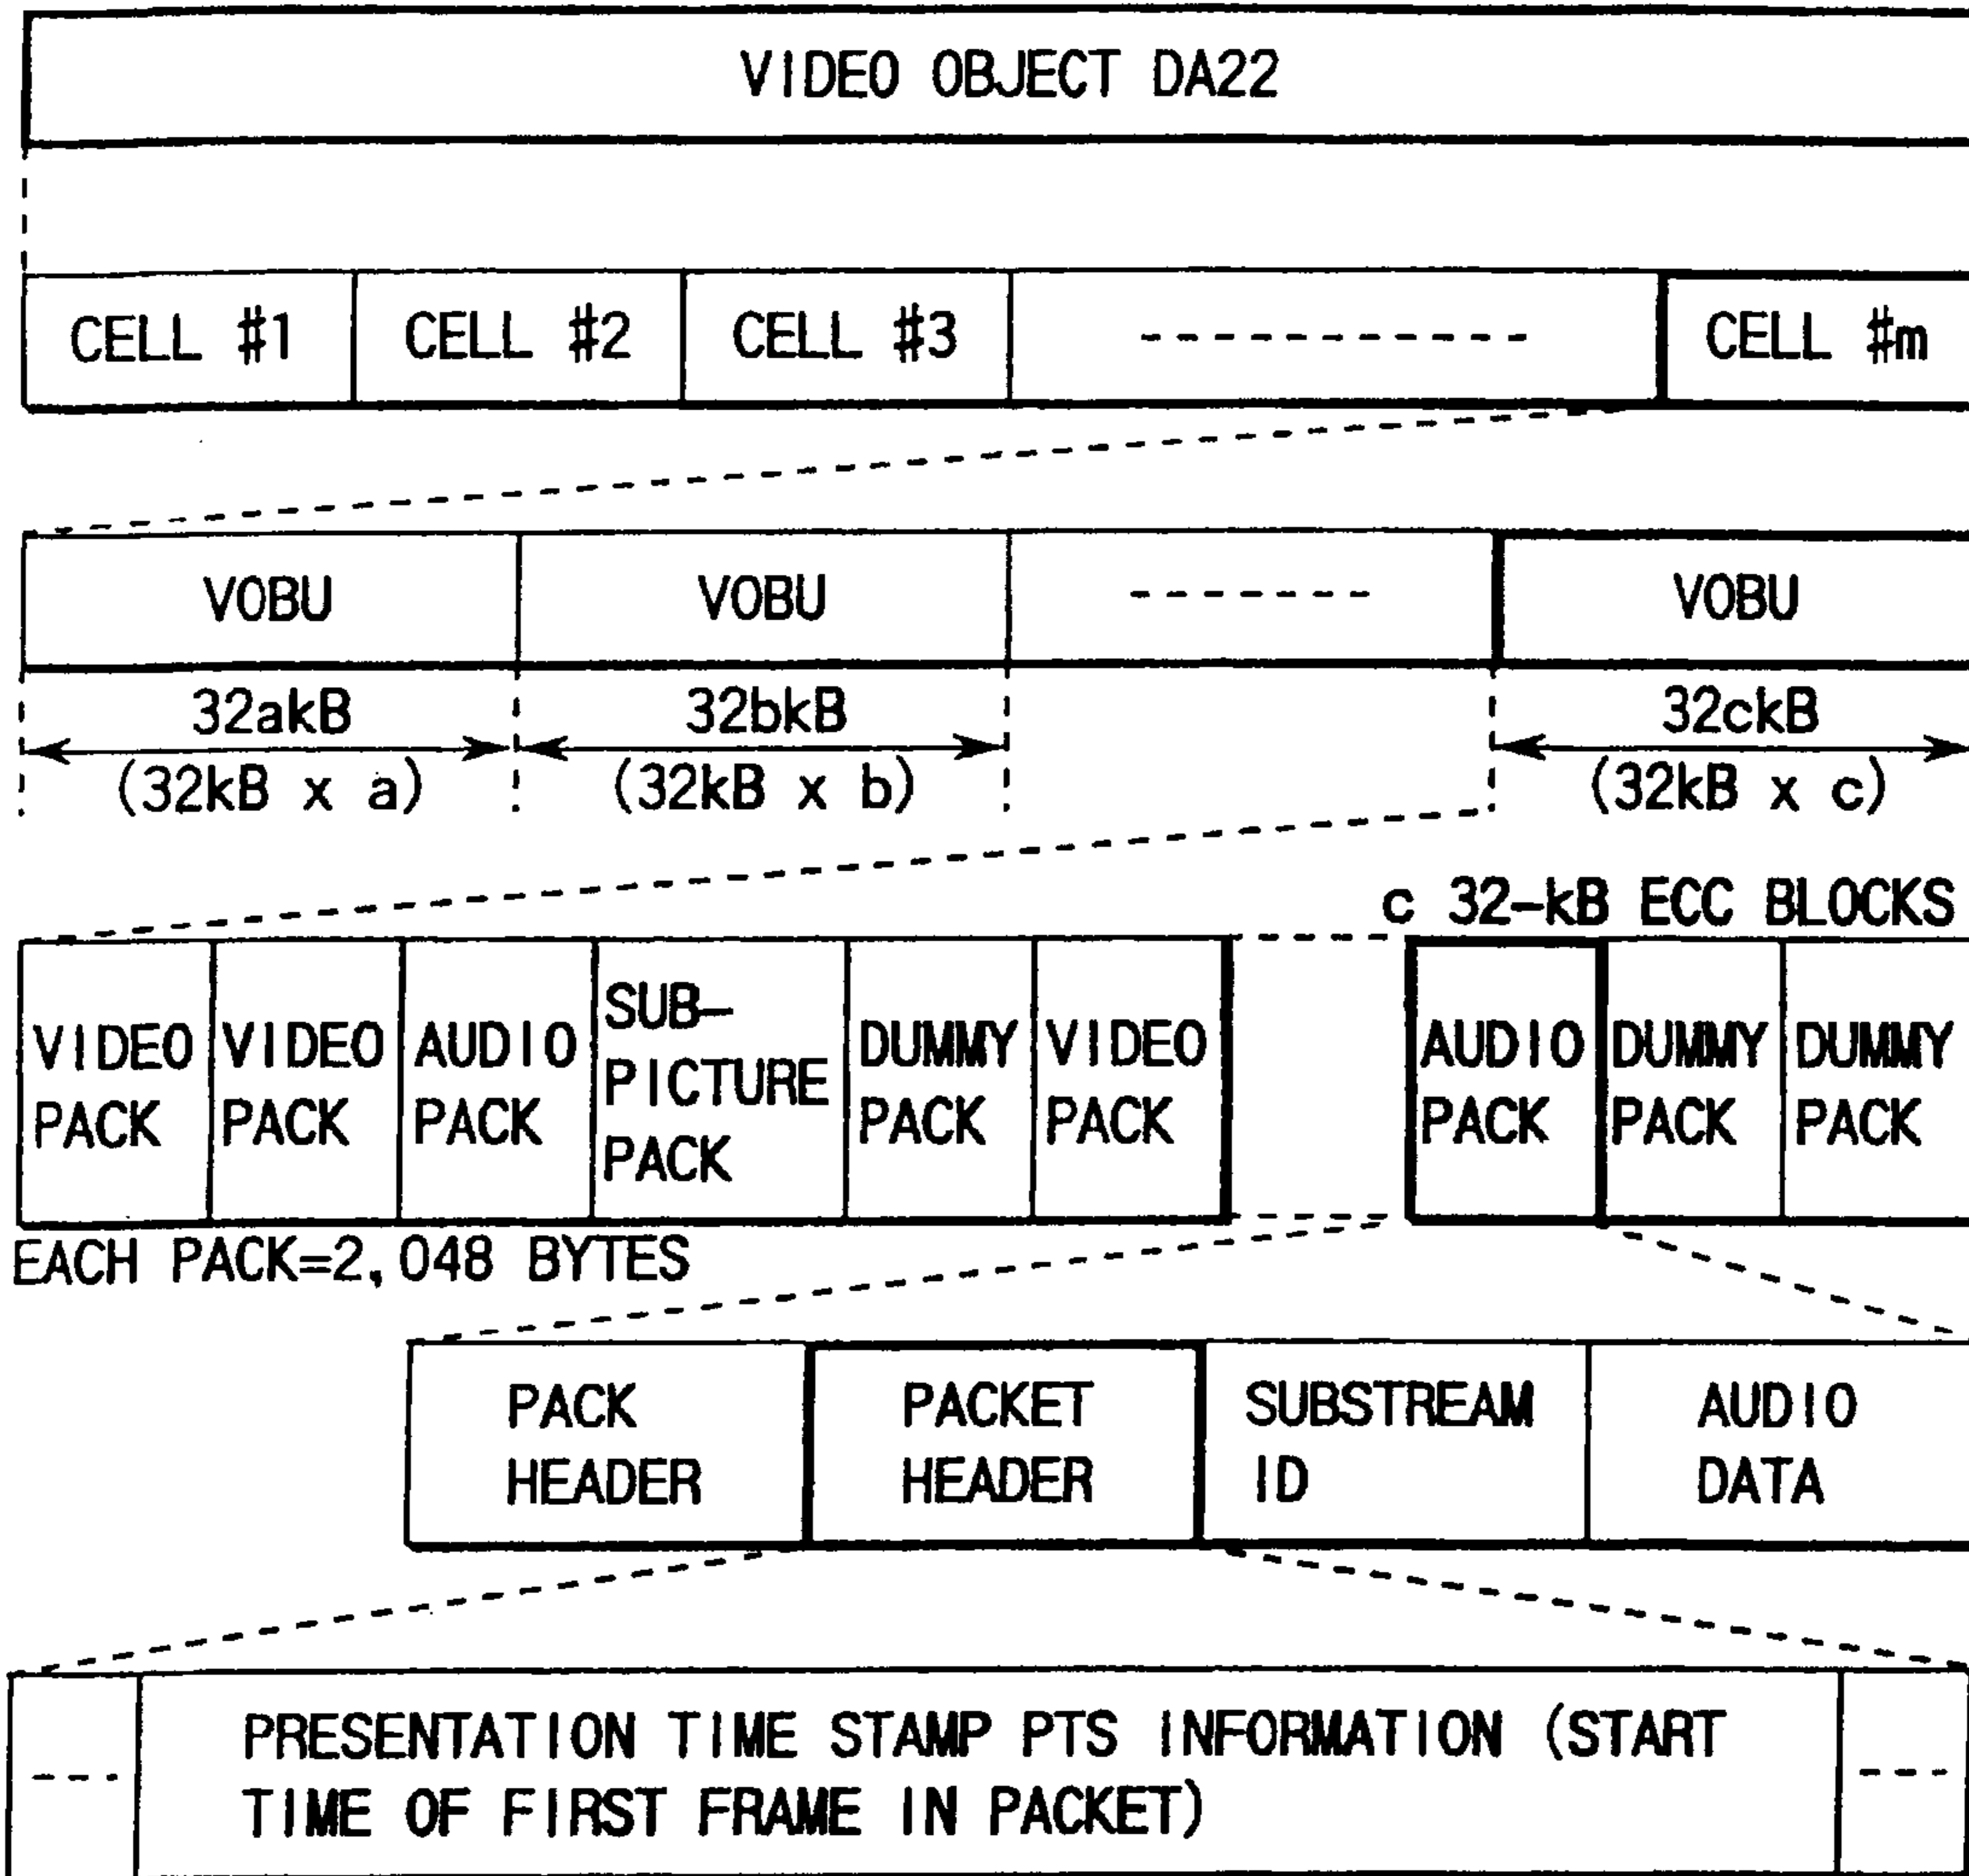 VIDEO OBJECT DA22
CELL #1 CELL #2 CELL #3 CELL #m
VOBU VOBU VOBU
32akB 32bkB 32ckB
(32kB x a) (32kB x b) (32kB x c)
c 32-kB ECC BLOCKS
VIDEO PACK
VIDEO PACK
AUDIO PACK
SUB-
PICTURE
PACK
DUMMY PACK
VIDEO PACK
AUDIO PACK
DUMMY PACK
DUMMY PACK
EACH PACK=2,048 BYTES
PACK HEADER
PACKET HEADER
SUBSTREAM ID
AUDIO DATA
PRESENTATION TIME STAMP PTS INFORMATION (START
TIME OF FIRST FRAME IN PACKET)